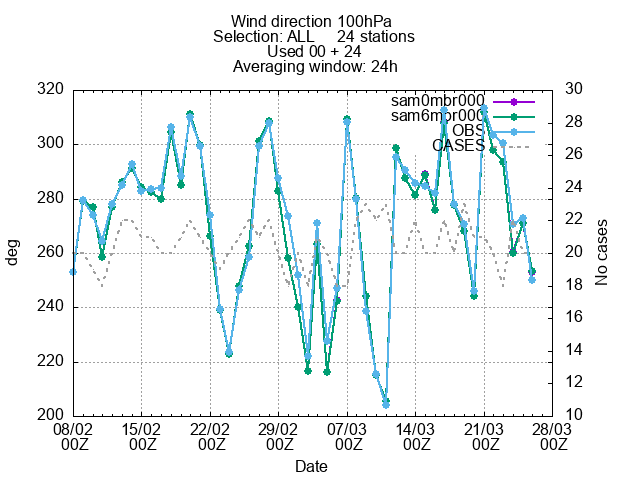 Wind direction 100hPa
Selection: ALL 24 stations
Used 00 + 24
Averaging window: 24h
320
300
280
260
240
220
200
deg
30
28
26
24
22
20
18
16
14
12
10
No cases
sam0mbr000
sam6mbr000
OBS
CASES
08/02 15/02 22/02 29/02 07/03 14/03 21/03 28/03
00Z 00Z 00Z 00Z 00Z 00Z 00Z 00Z
Date